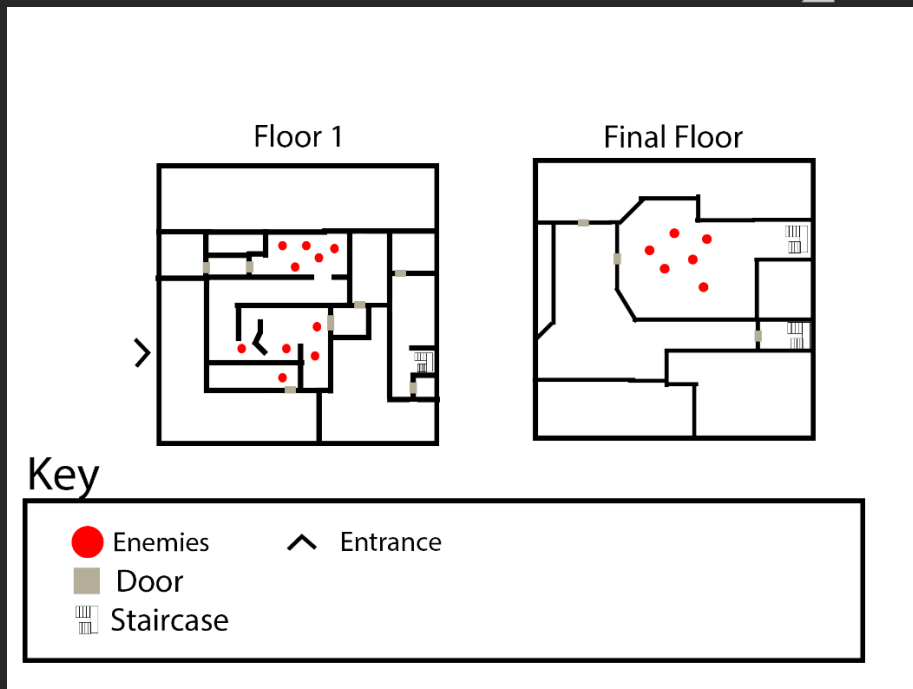 Floor 1
Final Floor
Key
Enemies
Entrance
Door
Staircase